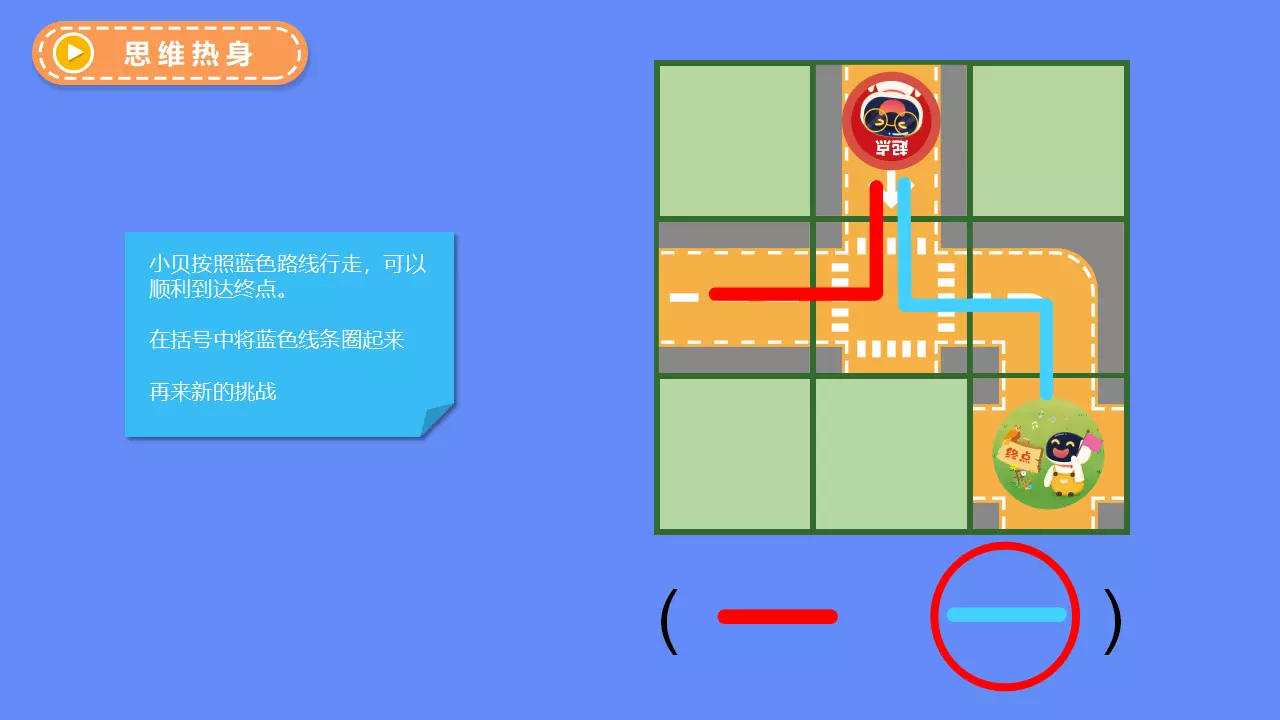 思维热身
起点
小贝按照蓝色路线行走，可以
顺利到达终点。
在括号中将蓝色线条圈起来
再来新的挑战
终点
( )